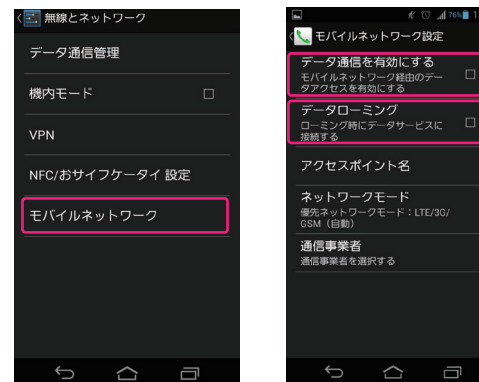 無線とネットワーク
データ通信管理
機内モード
VPN
NFC/おサイフケータイ 設定
モバイルネットワーク
76% 1
モバイルネットワーク設定
データ通信を有効にする
モバイルネットワーク経由のデー
タアクセスを有効にする
データローミング
ローミング時にデータサービスに
接続する
アクセスポイント名
ネットワークモード
優先ネットワークモード：LTE/3G/
GSM（自動）
通信事業者
通信事業者を選択する